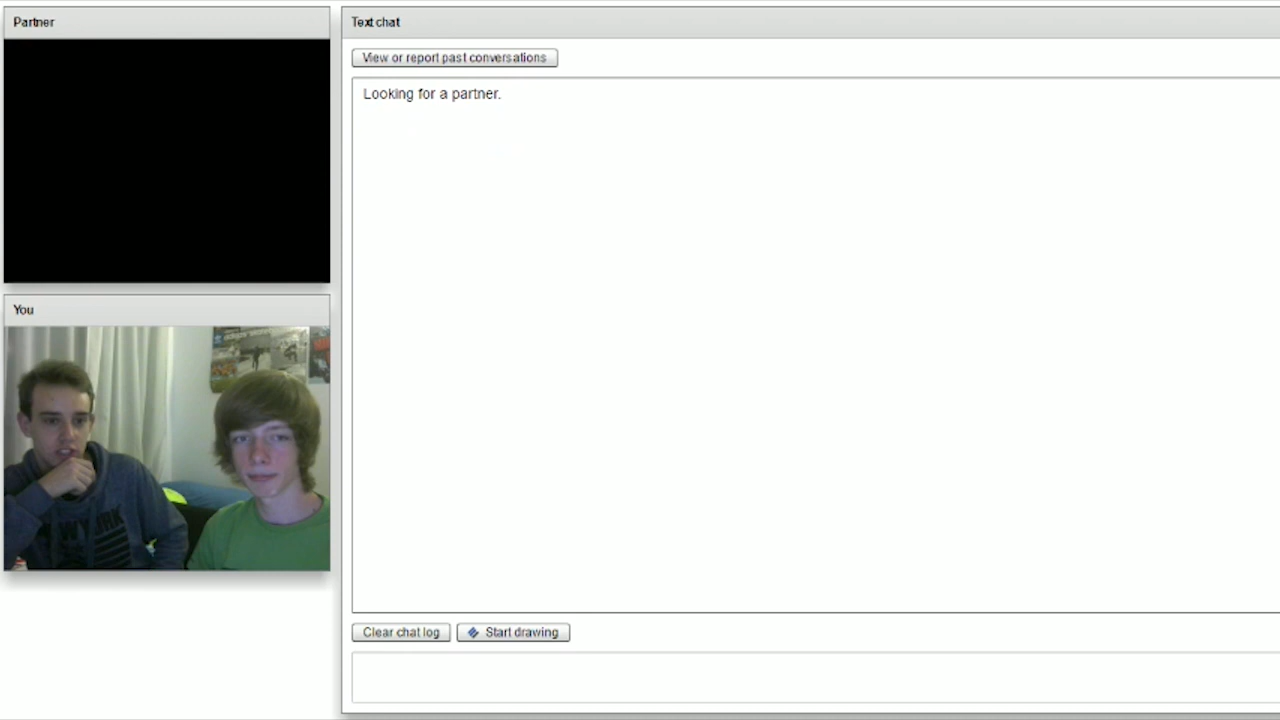 Partner
Text chat
View or report past conversations
Looking for a partner.
You
Clear chat log
Start drawing